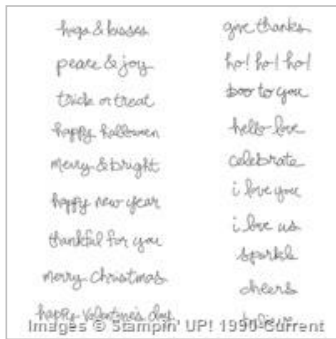 hugs & kisses
peace & joy
trick or treat
happy halloween
merry & bright
happy new year
thankful for you
merry Christmas
happy Valentine's day
give thanks
ho! ho! ho!
boo to you
hello love
celebrate
i love you
i love us
sparkle
cheers
believe
Images © Stampin' UP! 1990-Current